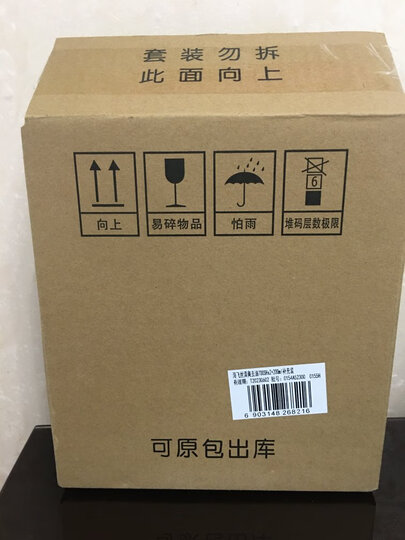 套装勿拆
此面向上
6
向上
易碎物品
怕雨
堆码层数极限
6 903148 268216
可原包出库